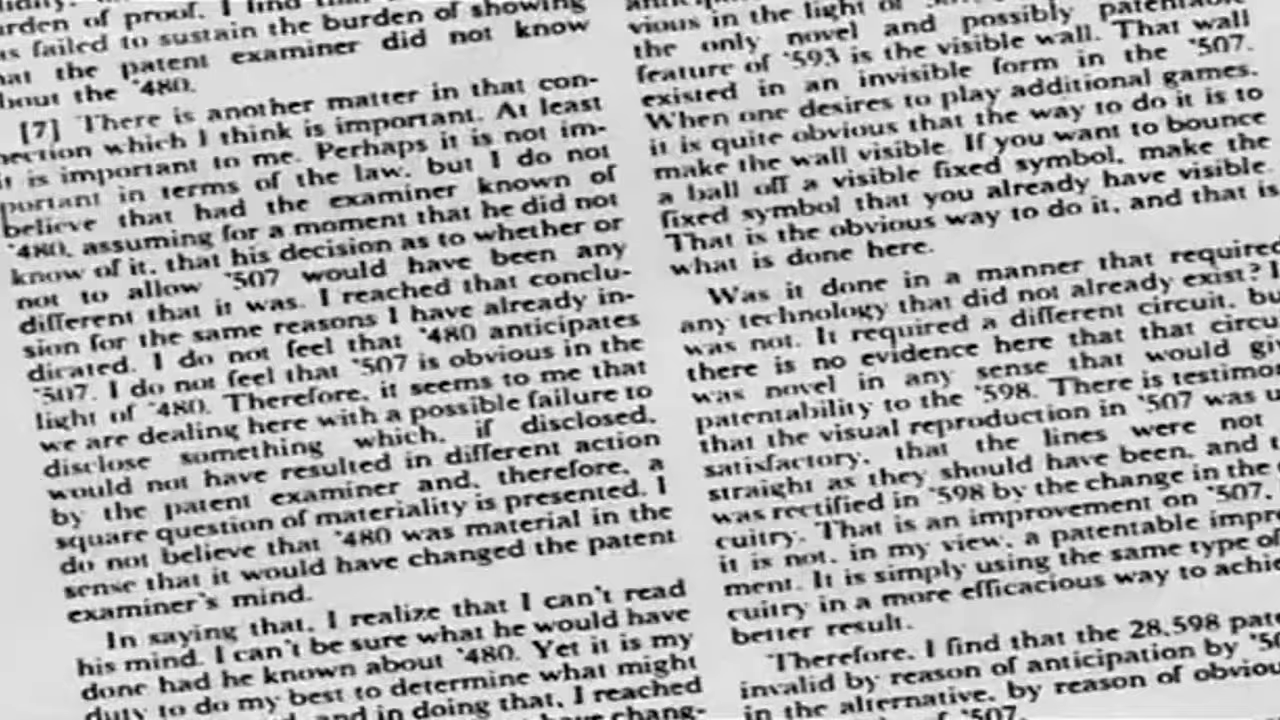 burden of proof, I find that
has failed to sustain the burden of showing
that the patent examiner did not know
about the '480.
[7] There is another matter in that con-
nection which I think is important. At least
it is important to me. Perhaps it is not im-
portant in terms of the law, but I do not
believe that had the examiner known of
'480, assuming for a moment that he did not
know of it, that his decision as to whether or
not to allow '507 would have been any
different that it was. I reached that conclu-
sion for the same reasons I have already in-
dicated. I do not feel that '480 anticipates
'507. I do not feel that '507 is obvious in the
light of '480. Therefore, it seems to me that
we are dealing here with a possible failure to
disclose something which, if disclosed,
would not have resulted in different action
by the patent examiner and, therefore, a
square question of materiality is presented. I
do not believe that '480 was material in the
sense that it would have changed the patent
examiner's mind.
In saying that, I realize that I can't read
his mind. I can't be sure what he would have
done had he known about '480. Yet it is my
duty to do my best to determine what might
and in doing that, I reached
have chang-
vious in the light of
the only novel and possibly patentable
feature of '593 is the visible wall. That wall
existed in an invisible form in the '507.
When one desires to play additional games,
it is quite obvious that the way to do it is to
make the wall visible. If you want to bounce
a ball off a visible fixed symbol, make the
fixed symbol that you already have visible.
That is the obvious way to do it, and that is
what is done here.
Was it done in a manner that required
any technology that did not already exist? I
was not. It required a different circuit, bu
there is no evidence here that that circu
was novel in any sense that would giv
patentability to the '598. There is testimon
that the visual reproduction in '507 was u
satisfactory, that the lines were not
straight as they should have been, and t
was rectified in '598 by the change in the c
cuitry. That is an improvement on '507.
it is not, in my view, a patentable impr
ment. It is simply using the same type of
cuitry in a more efficacious way to achie
better result.
Therefore, I find that the 28,598 pate
invalid by reason of anticipation by '50
in the alternative, by reason of obviou
of '507.